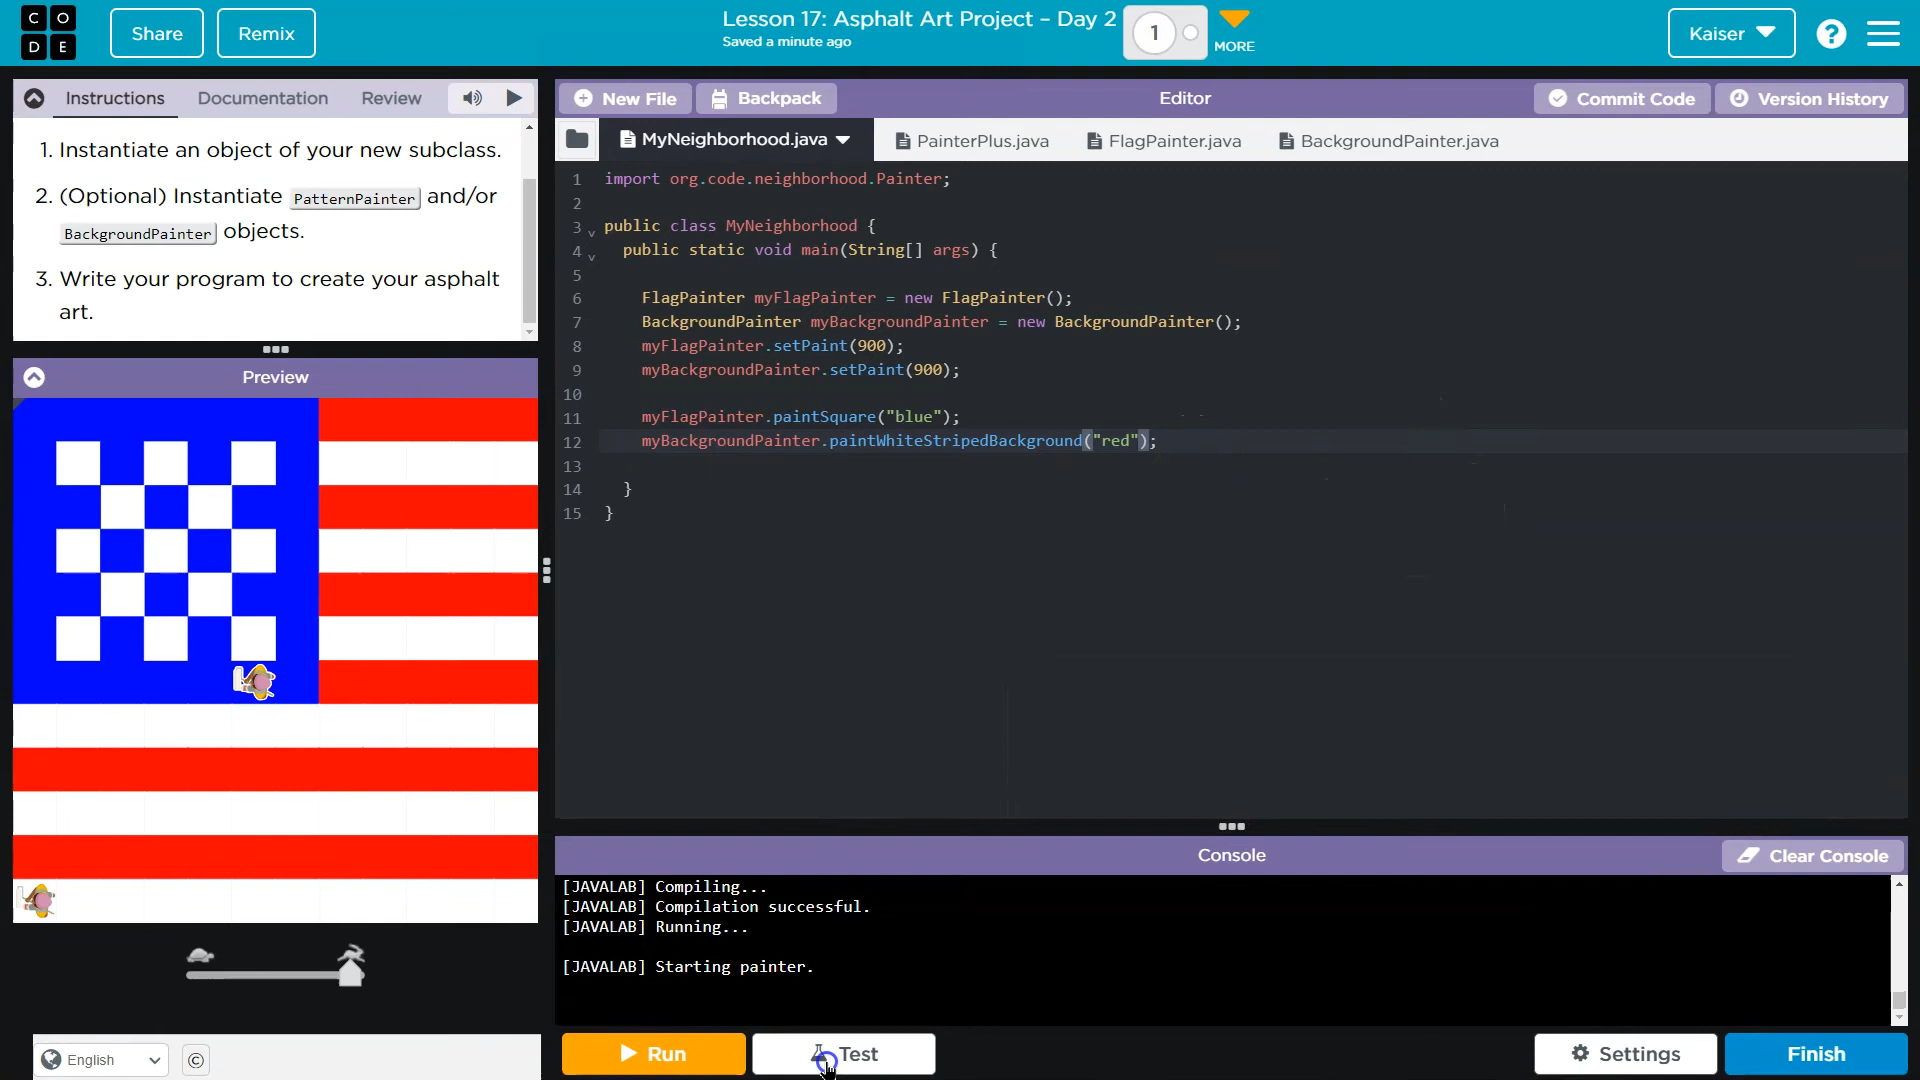 CODE
Share
Remix
Lesson 17: Asphalt Art Project – Day 2
Saved a minute ago
1
MORE
Kaiser
?
Instructions
Documentation
Review
New File
Backpack
Editor
Commit Code
Version History
MyNeighborhood.java
PainterPlus.java
FlagPainter.java
BackgroundPainter.java
1. Instantiate an object of your new subclass.
2. (Optional) Instantiate PatternPainter and/or
BackgroundPainter objects.
3. Write your program to create your asphalt
art.
Preview
1 import org.code.neighborhood.Painter;
2
3 public class MyNeighborhood {
4 public static void main(String[] args) {
5
6 FlagPainter myFlagPainter = new FlagPainter();
7 BackgroundPainter myBackgroundPainter = new BackgroundPainter();
8 myFlagPainter.setPaint(900);
9 myBackgroundPainter.setPaint(900);
10
11 myFlagPainter.paintSquare("blue");
12 myBackgroundPainter.paintWhiteStripedBackground("red");
13
14 }
15 }
Console
Clear Console
[JAVALAB] Compiling...
[JAVALAB] Compilation successful.
[JAVALAB] Running...
[JAVALAB] Starting painter.
English
©
Run
Test
Settings
Finish